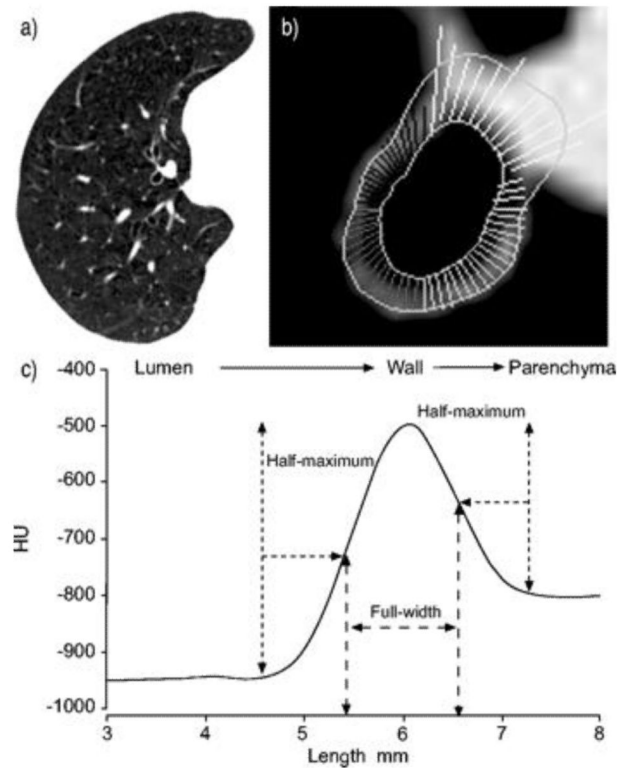 a)
b)
c)
Lumen Wall Parenchyma
-400
-500
-600
-700
-800
-900
-1000
HU
Half-maximum
Half-maximum
Full-width
3 4 5 6 7 8
Length mm